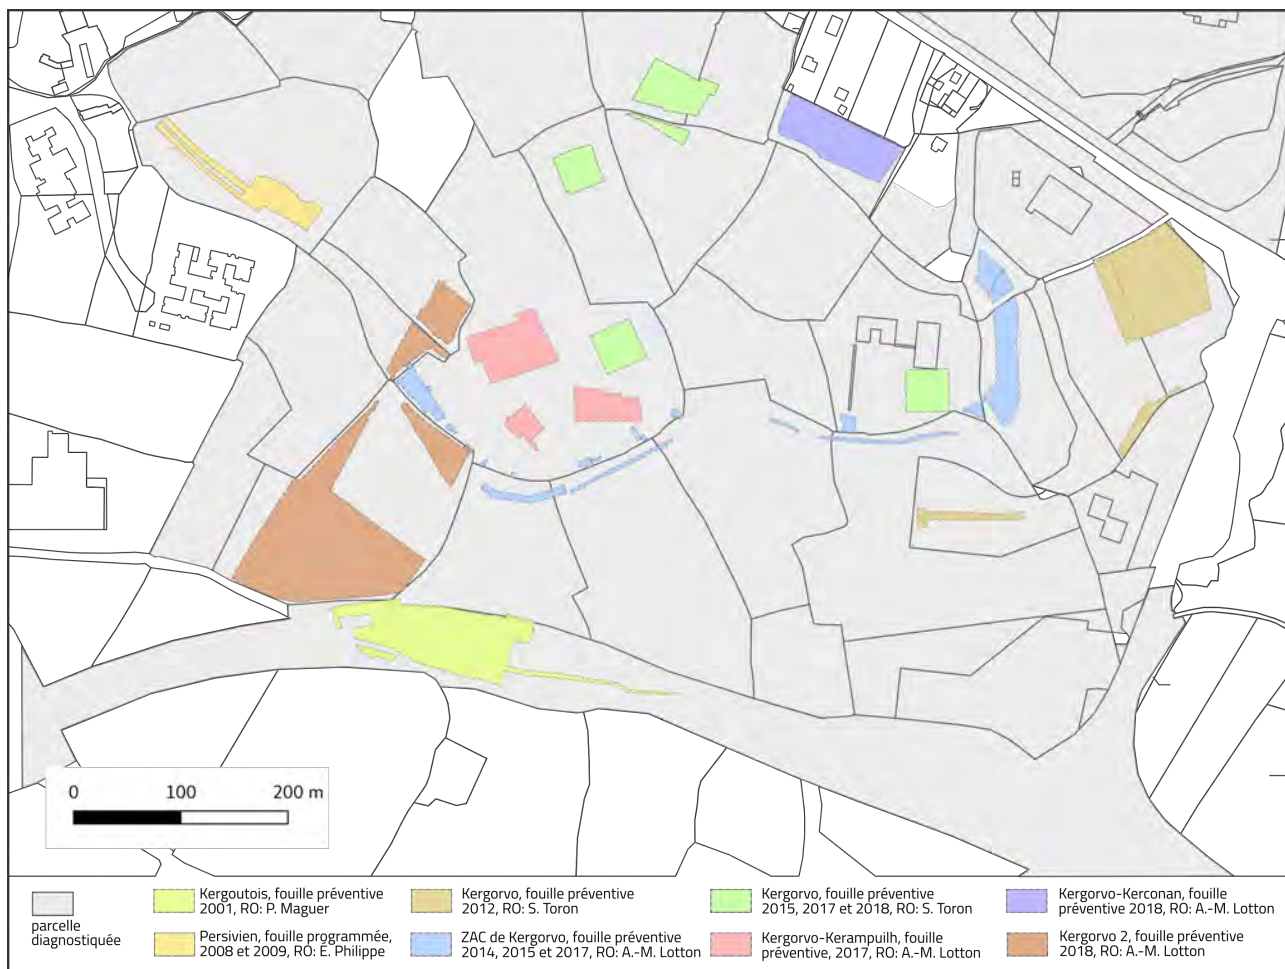 0 100 200 m
parcelle
diagnostiquée
Kergoutois, fouille préventive
2001, RO: P. Maguer
Persivien, fouille programmée,
2008 et 2009, RO: E. Philippe
Kergorvo, fouille préventive
2012, RO: S. Toron
ZAC de Kergorvo, fouille préventive
2014, 2015 et 2017, RO: A.-M. Lotton
Kergorvo, fouille préventive
2015, 2017 et 2018, RO: S. Toron
Kergorvo-Kerampuilh, fouille
préventive, 2017, RO: A.-M. Lotton
Kergorvo-Kerconan, fouille
préventive 2018, RO: A.-M. Lotton
Kergorvo 2, fouille préventive
2018, RO: A.-M. Lotton